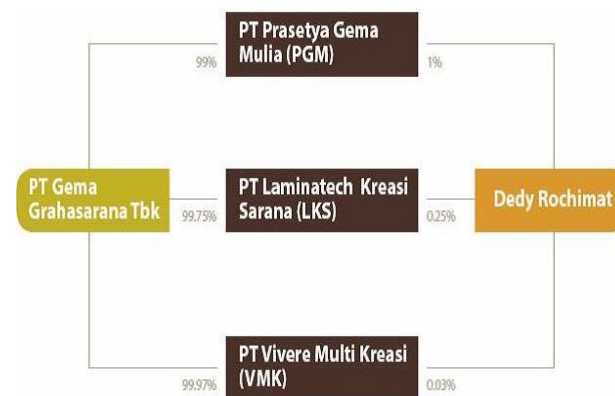 PT Prasetya Gema
Mulia (PGM)
99%
1%
PT Gema
Grahasarana Tbk
99.75%
PT Laminatech Kreasi
Sarana (LKS)
0.25%
Dedy Rochimat
PT Vivere Multi Kreasi
(VMK)
99.97%
0.03%